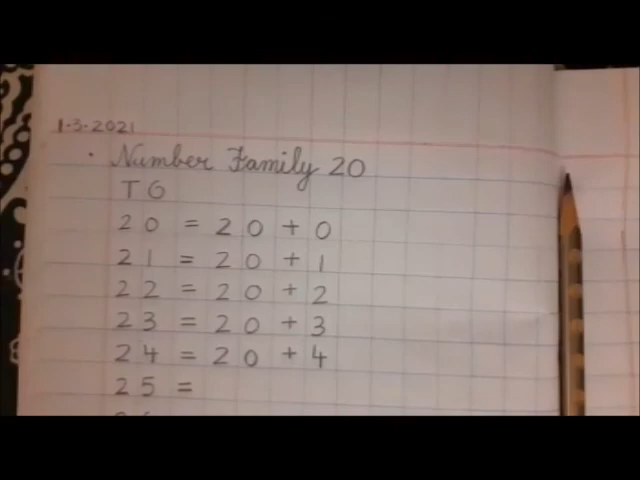 1.3.2021
. Number Family 20
T G
20 = 20 + 0
21 = 20 + 1
22 = 20 + 2
23 = 20 + 3
24 = 20 + 4
25 =